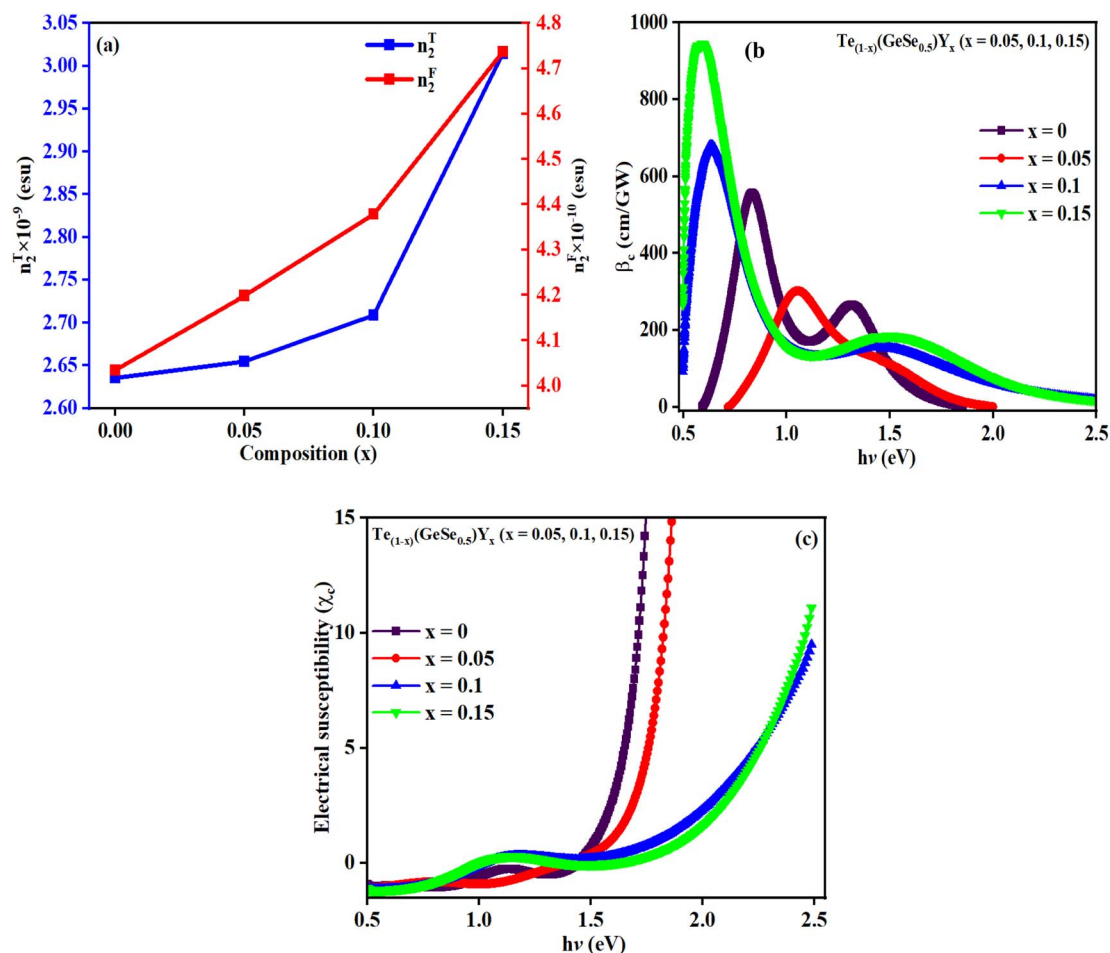 (a)
n₂ᵀ
n₂ᶠ
3.05
3.00
2.95
2.90
2.85
2.80
2.75
2.70
2.65
2.60
n₂ᵀ×10⁻⁹ (esu)
4.8
4.7
4.6
4.5
4.4
4.3
4.2
4.1
4.0
n₂ᶠ×10⁻¹⁰ (esu)
0.00 0.05 0.10 0.15
Composition (x)
(b)
Te₍₁₋ₓ₎(GeSe₀.₅)Yₓ (x = 0.05, 0.1, 0.15)
x = 0
x = 0.05
x = 0.1
x = 0.15
1000
800
600
400
200
0
β_c (cm/GW)
0.5 1.0 1.5 2.0 2.5
hν (eV)
Te₍₁₋ₓ₎(GeSe₀.₅)Yₓ (x = 0.05, 0.1, 0.15)
(c)
x = 0
x = 0.05
x = 0.1
x = 0.15
15
10
5
0
Electrical susceptibility (χ_c)
0.5 1.0 1.5 2.0 2.5
hν (eV)